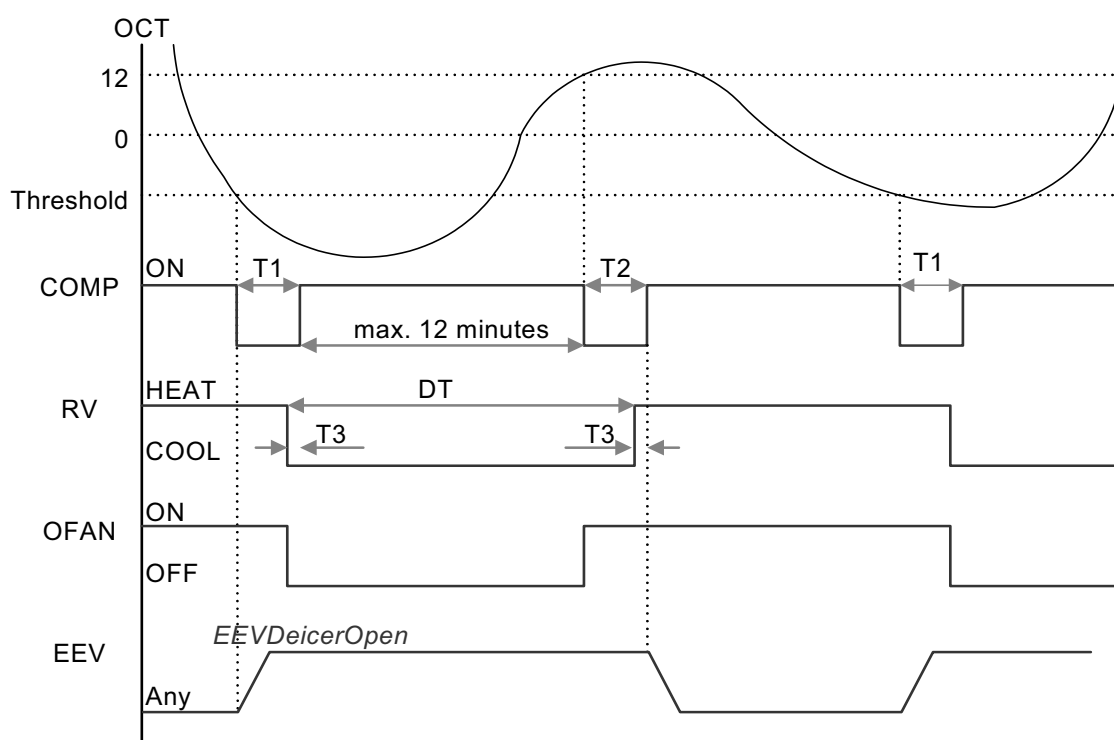 OCT
12
0
Threshold
COMP
ON
T1
T2
T1
max. 12 minutes
RV
HEAT
DT
COOL
T3
T3
OFAN
ON
OFF
EEV
EEVDeicerOpen
Any